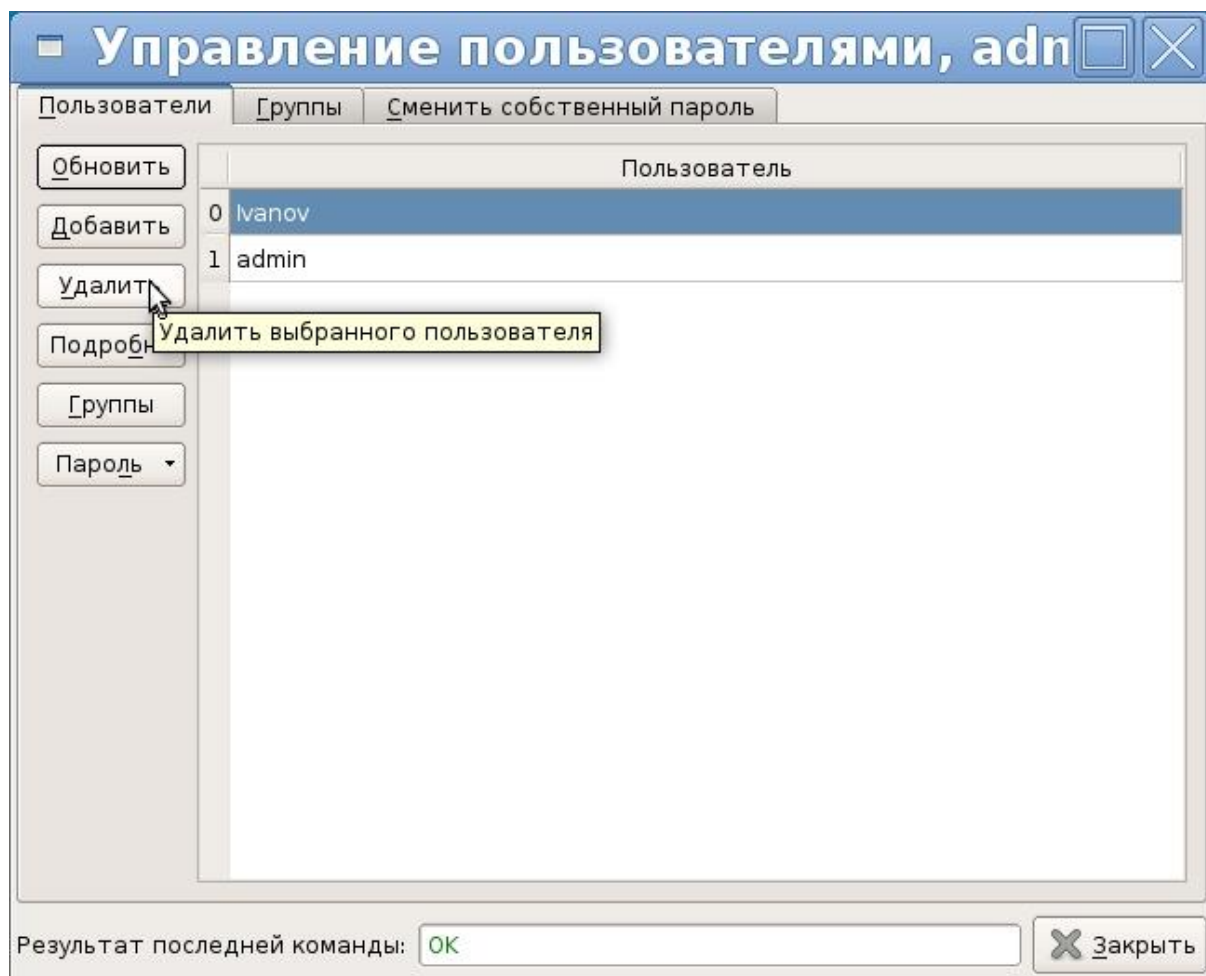 Управление пользователями, adm
Пользователи Группы Сменить собственный пароль
Обновить
Пользователь
Добавить
0 Ivanov
1 admin
Удалить
Удалить выбранного пользователя
Группы
Пароль
Результат последней команды: OK
Закрыть